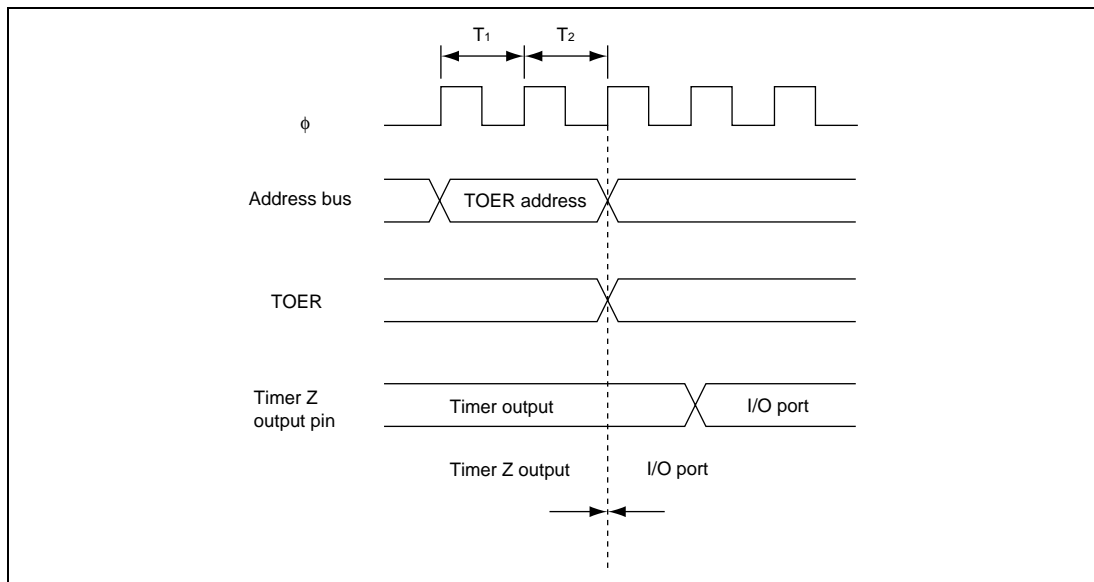 T1 T2
ϕ
Address bus TOER address
TOER
Timer Z
output pin
Timer output I/O port
Timer Z output I/O port